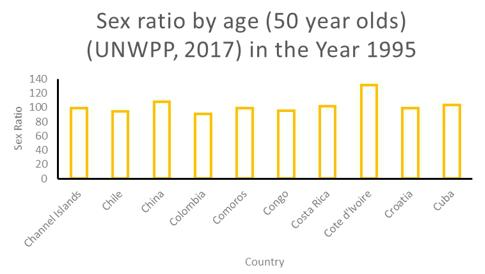 Sex ratio by age (50 year olds)
(UNWPP, 2017) in the Year 1995
Sex Ratio
140
120
100
80
60
40
20
0
Channel Islands
Chile
China
Colombia
Comoros
Congo
Costa Rica
Cote d'Ivoire
Croatia
Cuba
Country